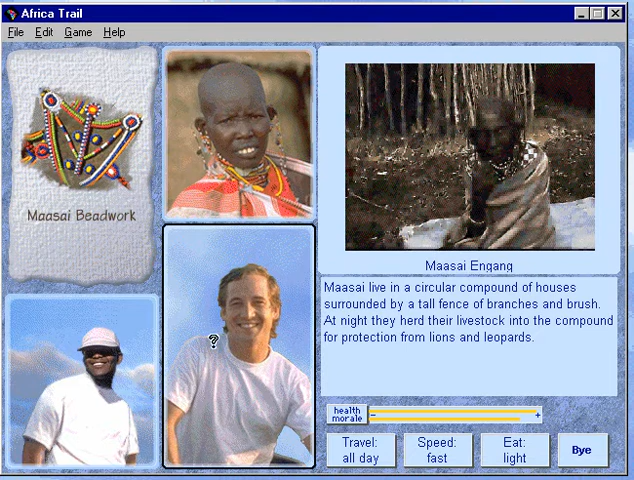 Africa Trail
File Edit Game Help
Maasai Beadwork
Maasai Engang
Maasai live in a circular compound of houses
surrounded by a tall fence of branches and brush.
At night they herd their livestock into the compound
for protection from lions and leopards.
health
morale
- +
Travel:
all day
Speed:
fast
Eat:
light
Bye